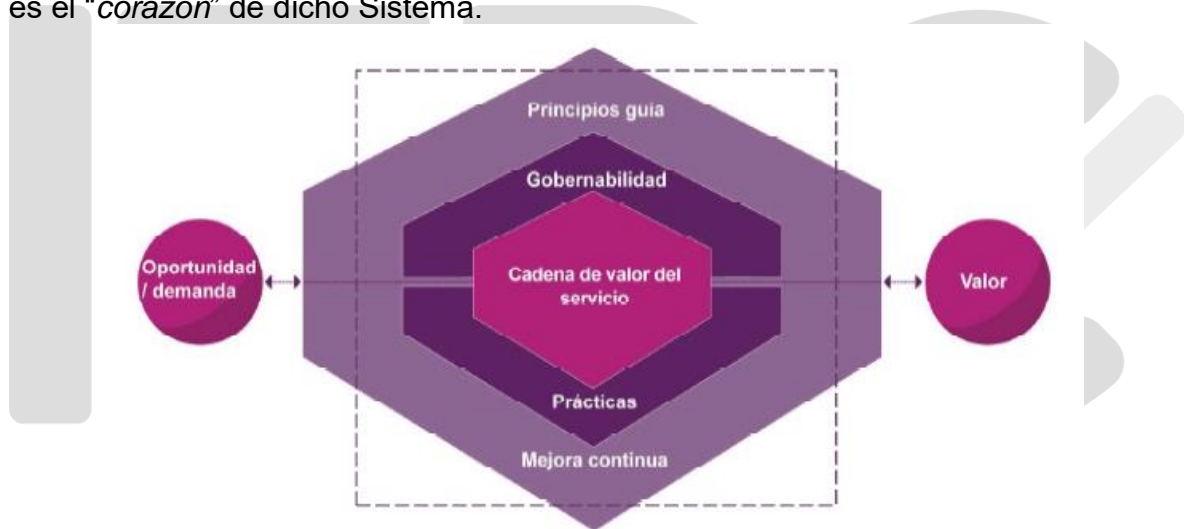 es el “corazón” de dicho Sistema.
Principios guía
Gobernabilidad
Oportunidad
/ demanda
Cadena de valor del
servicio
Valor
Prácticas
Mejora continua